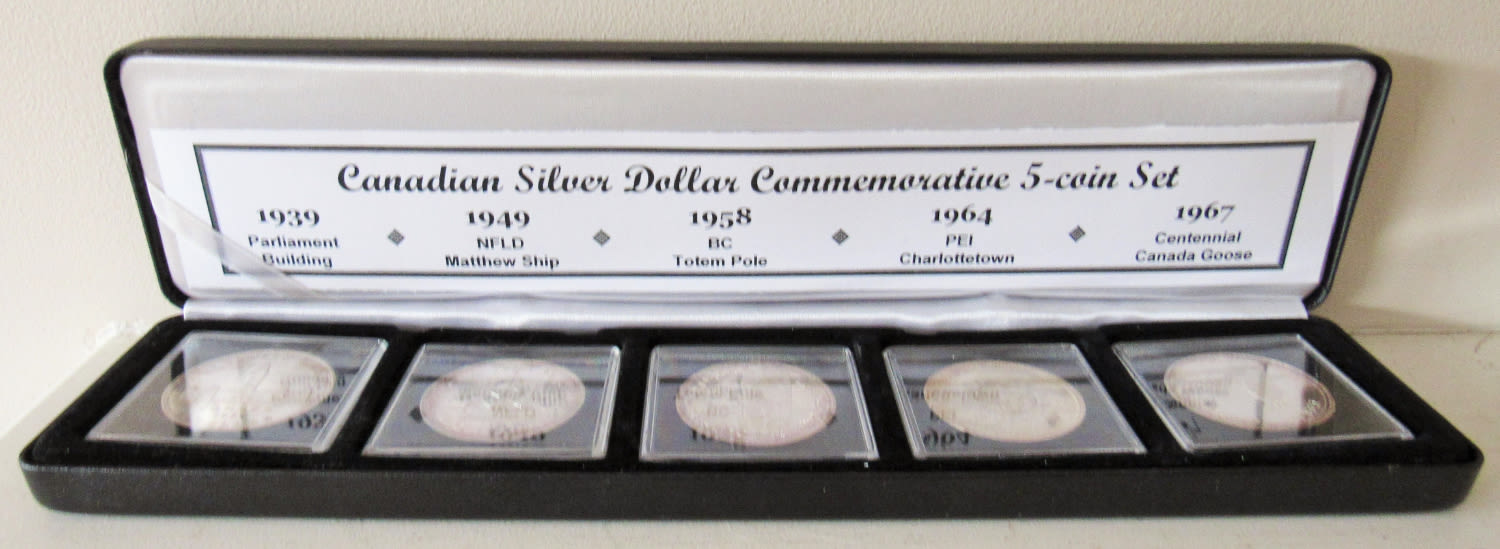 Canadian Silver Dollar Commemorative 5-coin Set
1939
Parliament
Building
1949
NFLD
Matthew Ship
1958
BC
Totem Pole
1964
PEI
Charlottetown
1967
Centennial
Canada Goose